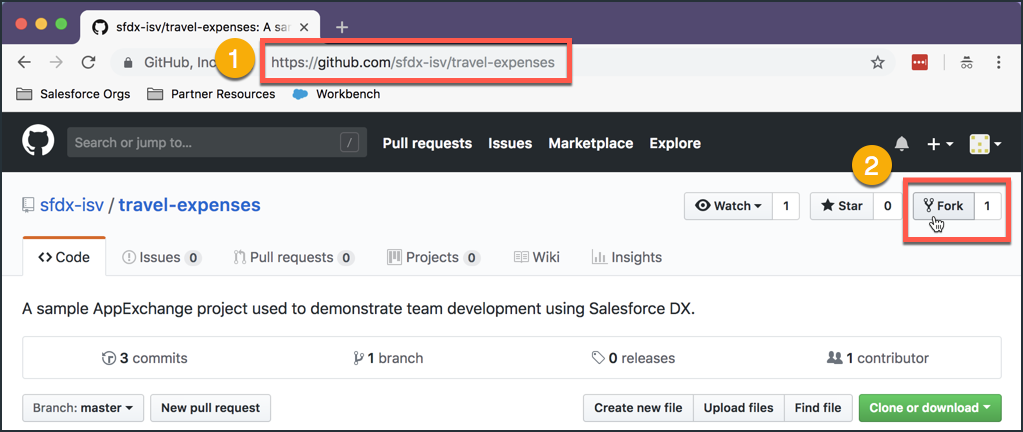 sfdx-isv/travel-expenses: A sar
1
GitHub, Inc https://github.com/sfdx-isv/travel-expenses
Salesforce Orgs Partner Resources Workbench
Search or jump to... / Pull requests Issues Marketplace Explore
2
sfdx-isv / travel-expenses Watch 1 Star 0 Fork 1
Code Issues 0 Pull requests 0 Projects 0 Wiki Insights
A sample AppExchange project used to demonstrate team development using Salesforce DX.
3 commits 1 branch 0 releases 1 contributor
Branch: master New pull request Create new file Upload files Find file Clone or download